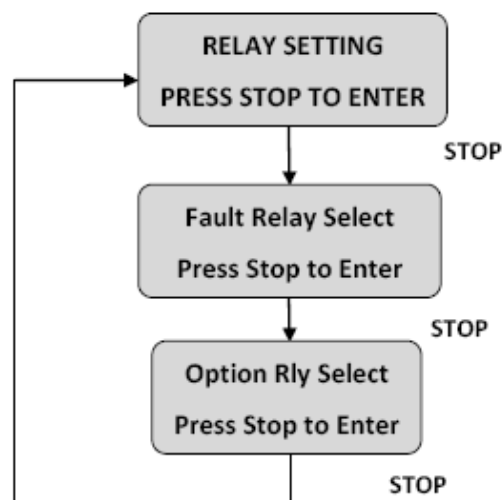 RELAY SETTING
PRESS STOP TO ENTER
STOP
Fault Relay Select
Press Stop to Enter
STOP
Option Rly Select
Press Stop to Enter
STOP